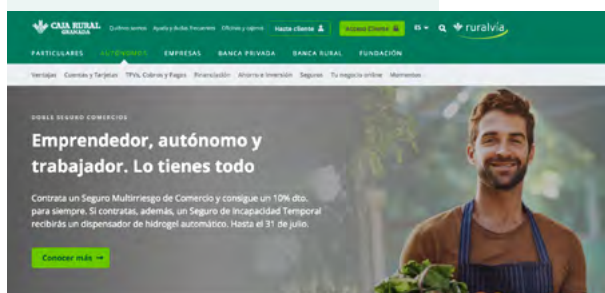 CAJA RURAL
GRANADA
Quiénes somos Ayuda y Dudas frecuentes Oficinas y cajeros Hazte cliente Acceso Cliente ES ruralvía
PARTICULARES AUTÓNOMOS EMPRESAS BANCA PRIVADA BANCA RURAL FUNDACIÓN
Ventajas Cuentas y Tarjetas TPVs, Cobros y Pagos Financiación Ahorro e Inversión Seguros Tu negocio online Momentos
DOBLE SEGURO COMERCIOS
Emprendedor, autónomo y
trabajador. Lo tienes todo
Contrata un Seguro Multirriesgo de Comercio y consigue un 10% dto.
para siempre. Si contratas, además, un Seguro de Incapacidad Temporal
recibirás un dispensador de hidrogel automático. Hasta el 31 de julio.
Conocer más →